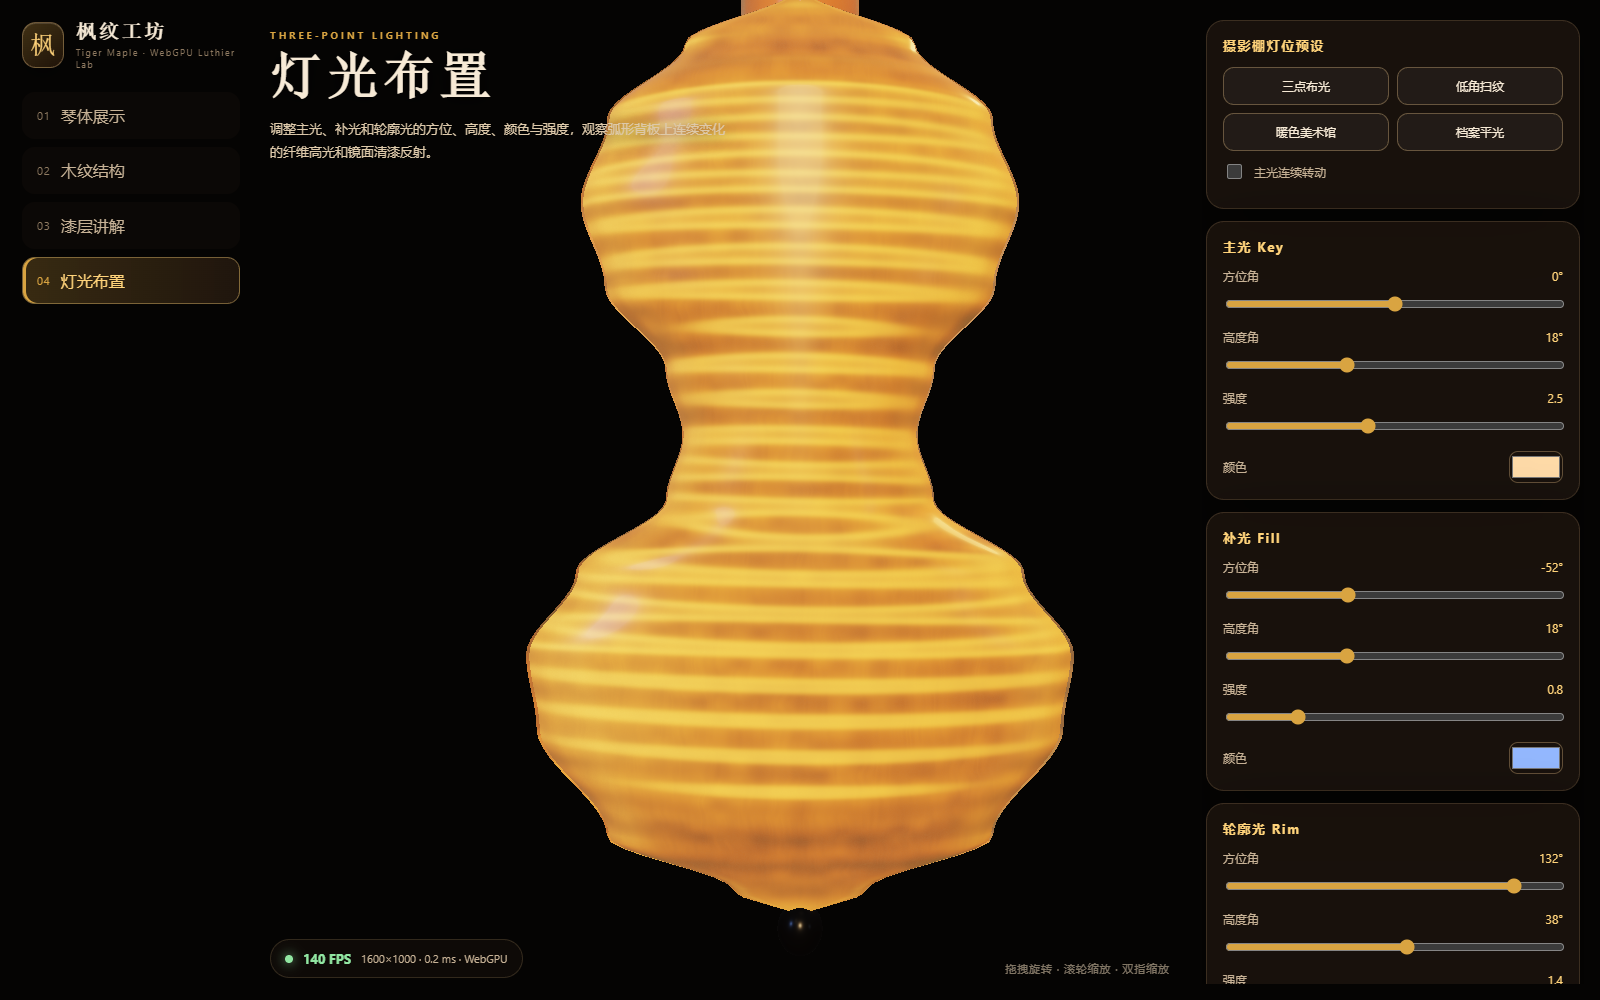 枫
枫纹工坊
Tiger Maple · WebGPU Luthier
Lab
01 琴体展示
02 木纹结构
03 漆层讲解
04 灯光布置
THREE-POINT LIGHTING
灯光布置
调整主光、补光和轮廓光的方位、高度、颜色与强度，观察弧形背板上连续变化
的纤维高光和镜面清漆反射。
140 FPS 1600×1000 · 0.2 ms · WebGPU
拖拽旋转 · 滚轮缩放 · 双指缩放
摄影棚灯位预设
三点布光 低角扫纹
暖色美术馆 档案平光
主光连续转动
主光 Key
方位角 0°
高度角 18°
强度 2.5
颜色
补光 Fill
方位角 -52°
高度角 18°
强度 0.8
颜色
轮廓光 Rim
方位角 132°
高度角 38°
强度 1.4